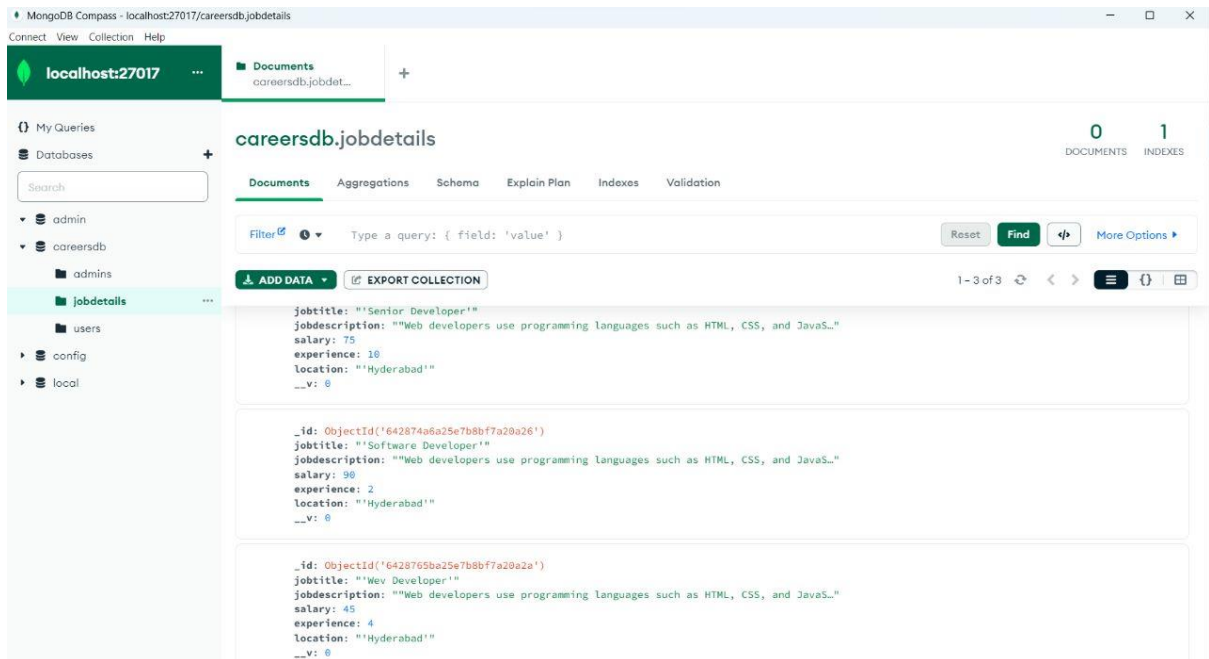 MongoDB Compass - localhost:27017/careersdb.jobdetails
Connect View Collection Help
localhost:27017 ...
Documents
careersdb.jobdet...
+
{} My Queries
Databases +
Search
admin
careersdb
admins
jobdetails ...
users
config
local
careersdb.jobdetails
0
DOCUMENTS
1
INDEXES
Documents Aggregations Schema Explain Plan Indexes Validation
Filter Type a query: { field: 'value' } Reset Find </> More Options
ADD DATA EXPORT COLLECTION 1 – 3 of 3 < > {}
jobtitle: "'Senior Developer'"
jobdescription: ""Web developers use programming languages such as HTML, CSS, and JavaS…"
salary: 75
experience: 10
location: "'Hyderabad'"
__v: 0
_id: ObjectId('642874a6a25e7b8bf7a20a26')
jobtitle: "'Software Developer'"
jobdescription: ""Web developers use programming languages such as HTML, CSS, and JavaS…"
salary: 90
experience: 2
location: "'Hyderabad'"
__v: 0
_id: ObjectId('6428765ba25e7b8bf7a20a2a')
jobtitle: "'Wev Developer'"
jobdescription: ""Web developers use programming languages such as HTML, CSS, and JavaS…"
salary: 45
experience: 4
location: "'Hyderabad'"
__v: 0